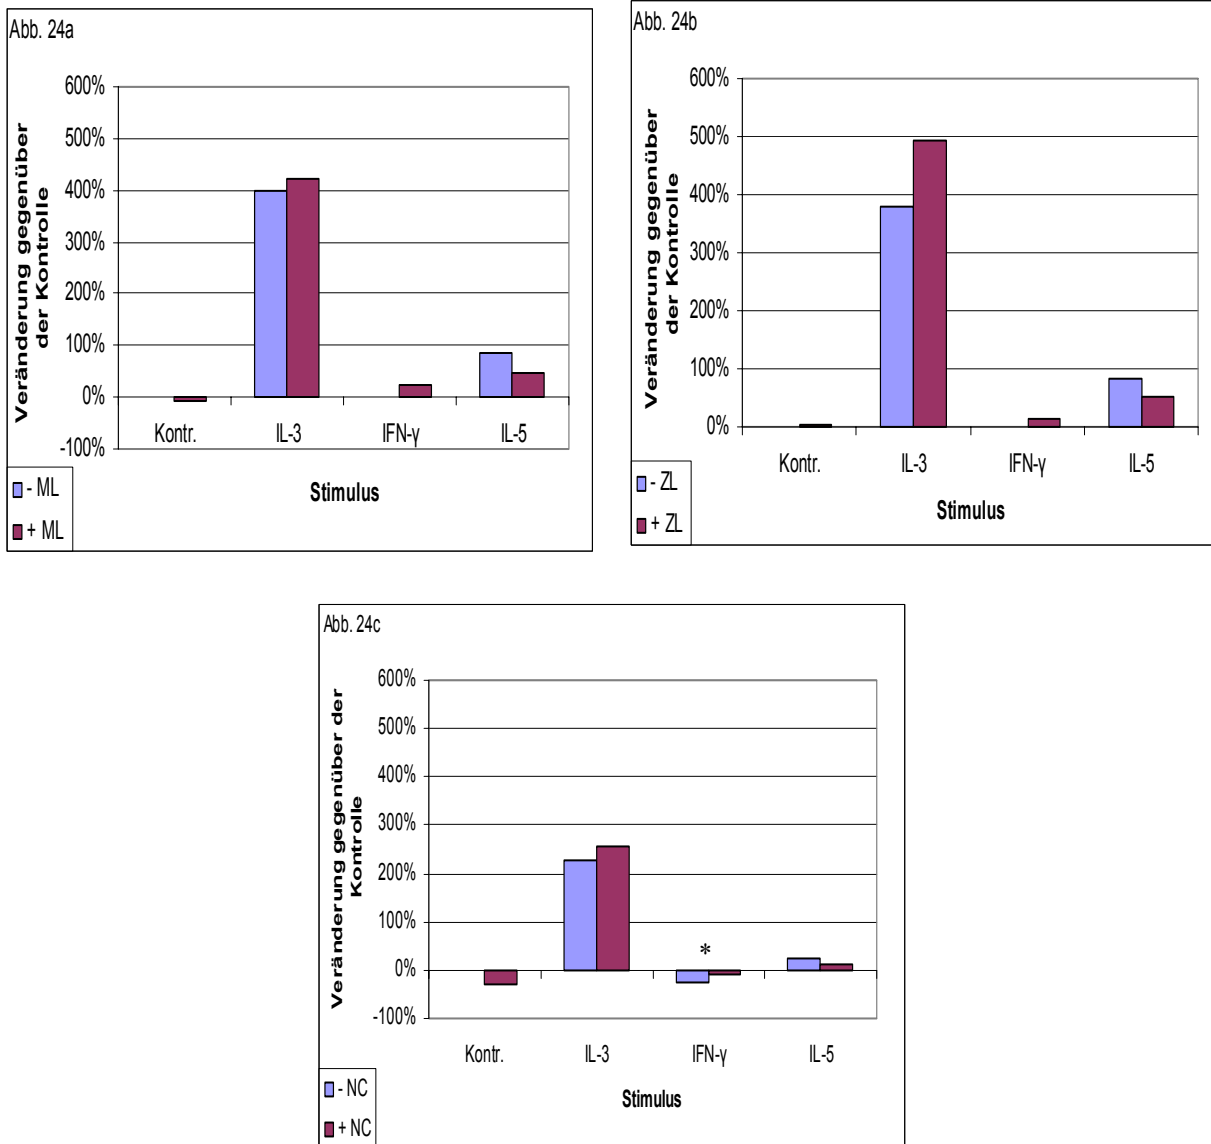 Abb. 24a
Veränderung gegenüber
der Kontrolle
600%
500%
400%
300%
200%
100%
0%
-100%
Kontr. IL-3 IFN-γ IL-5
Stimulus
- ML
+ ML
Abb. 24b
Veränderung gegenüber
der Kontrolle
600%
500%
400%
300%
200%
100%
0%
Kontr. IL-3 IFN-γ IL-5
Stimulus
- ZL
+ ZL
Abb. 24c
Veränderung gegenüber der
Kontrolle
600%
500%
400%
300%
200%
100%
0%
-100%
*
Kontr. IL-3 IFN-γ IL-5
Stimulus
- NC
+ NC